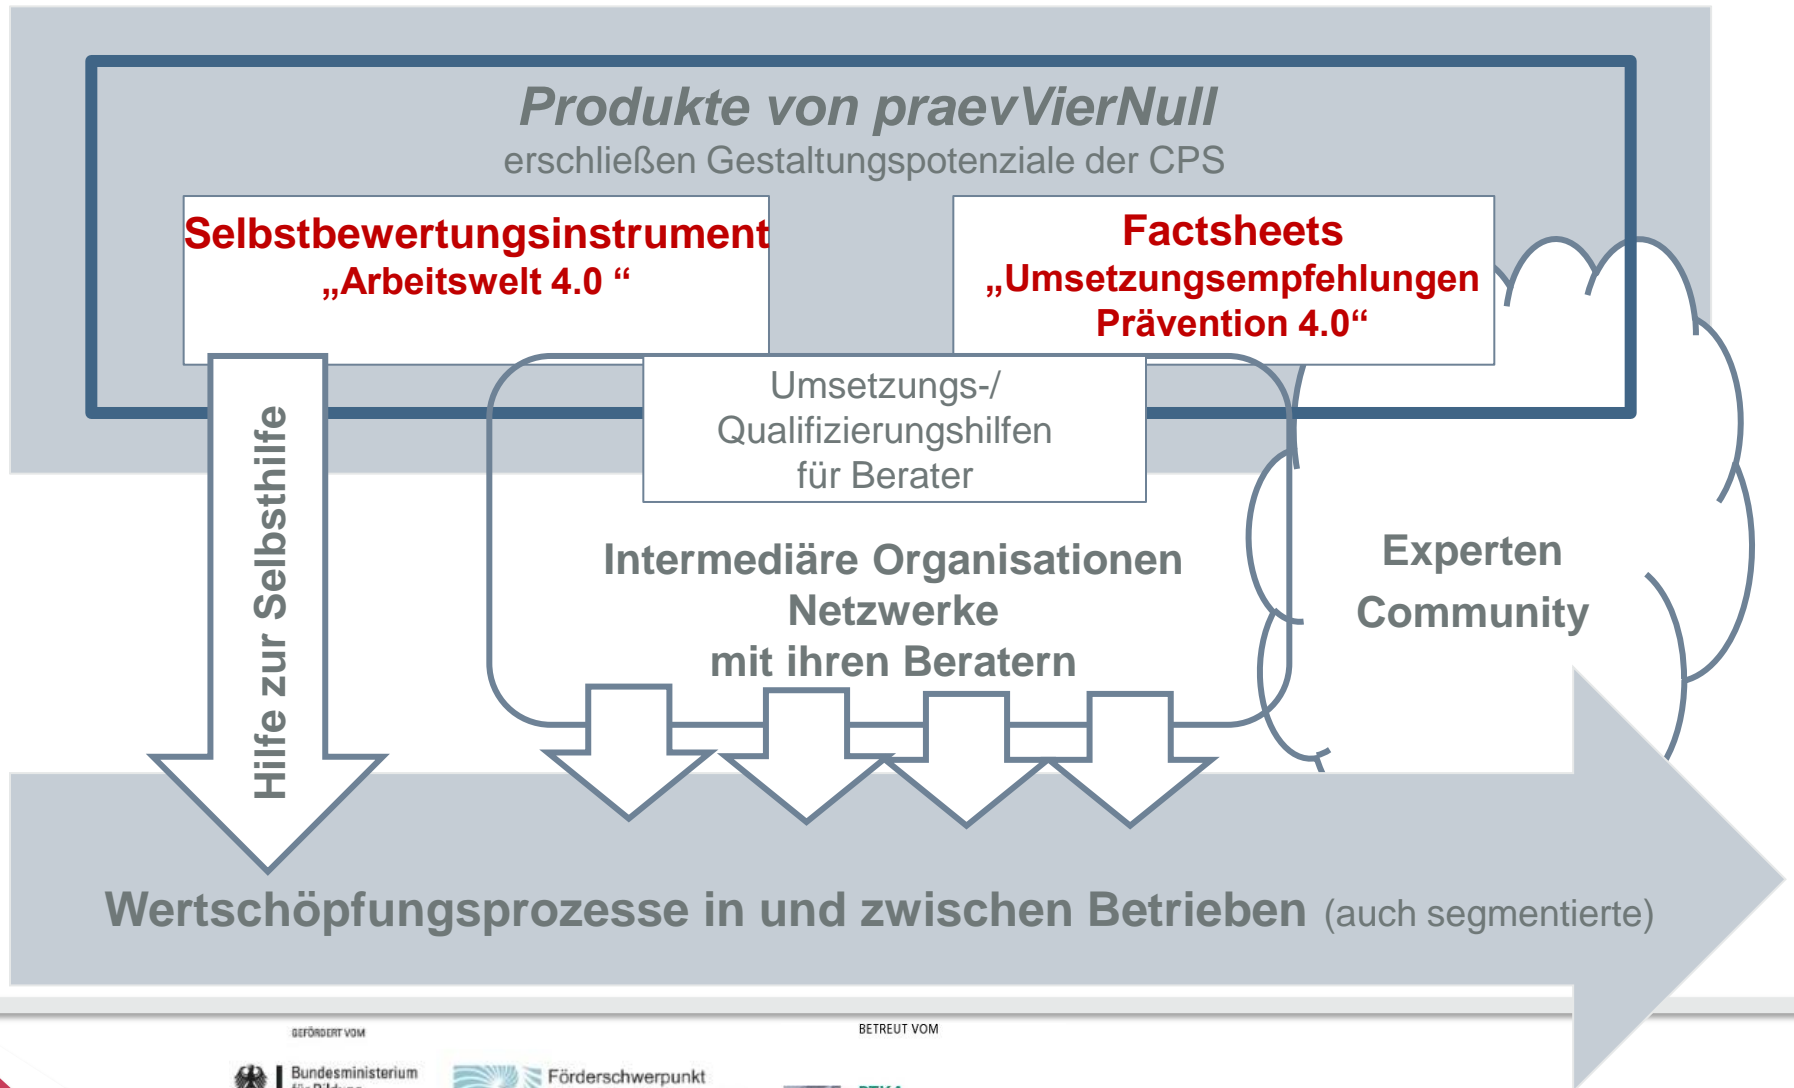 Produkte von praevVierNull
erschließen Gestaltungspotenziale der CPS
Selbstbewertungsinstrument
„Arbeitswelt 4.0 “
Factsheets
„Umsetzungsempfehlungen
Prävention 4.0“
Umsetzungs-/
Qualifizierungshilfen
für Berater
Hilfe zur Selbsthilfe
Intermediäre Organisationen
Netzwerke
mit ihren Beratern
Experten
Community
Wertschöpfungsprozesse in und zwischen Betrieben (auch segmentierte)
GEFÖRDERT VOM
BETREUT VOM
Bundesministerium
Förderschwerpunkt